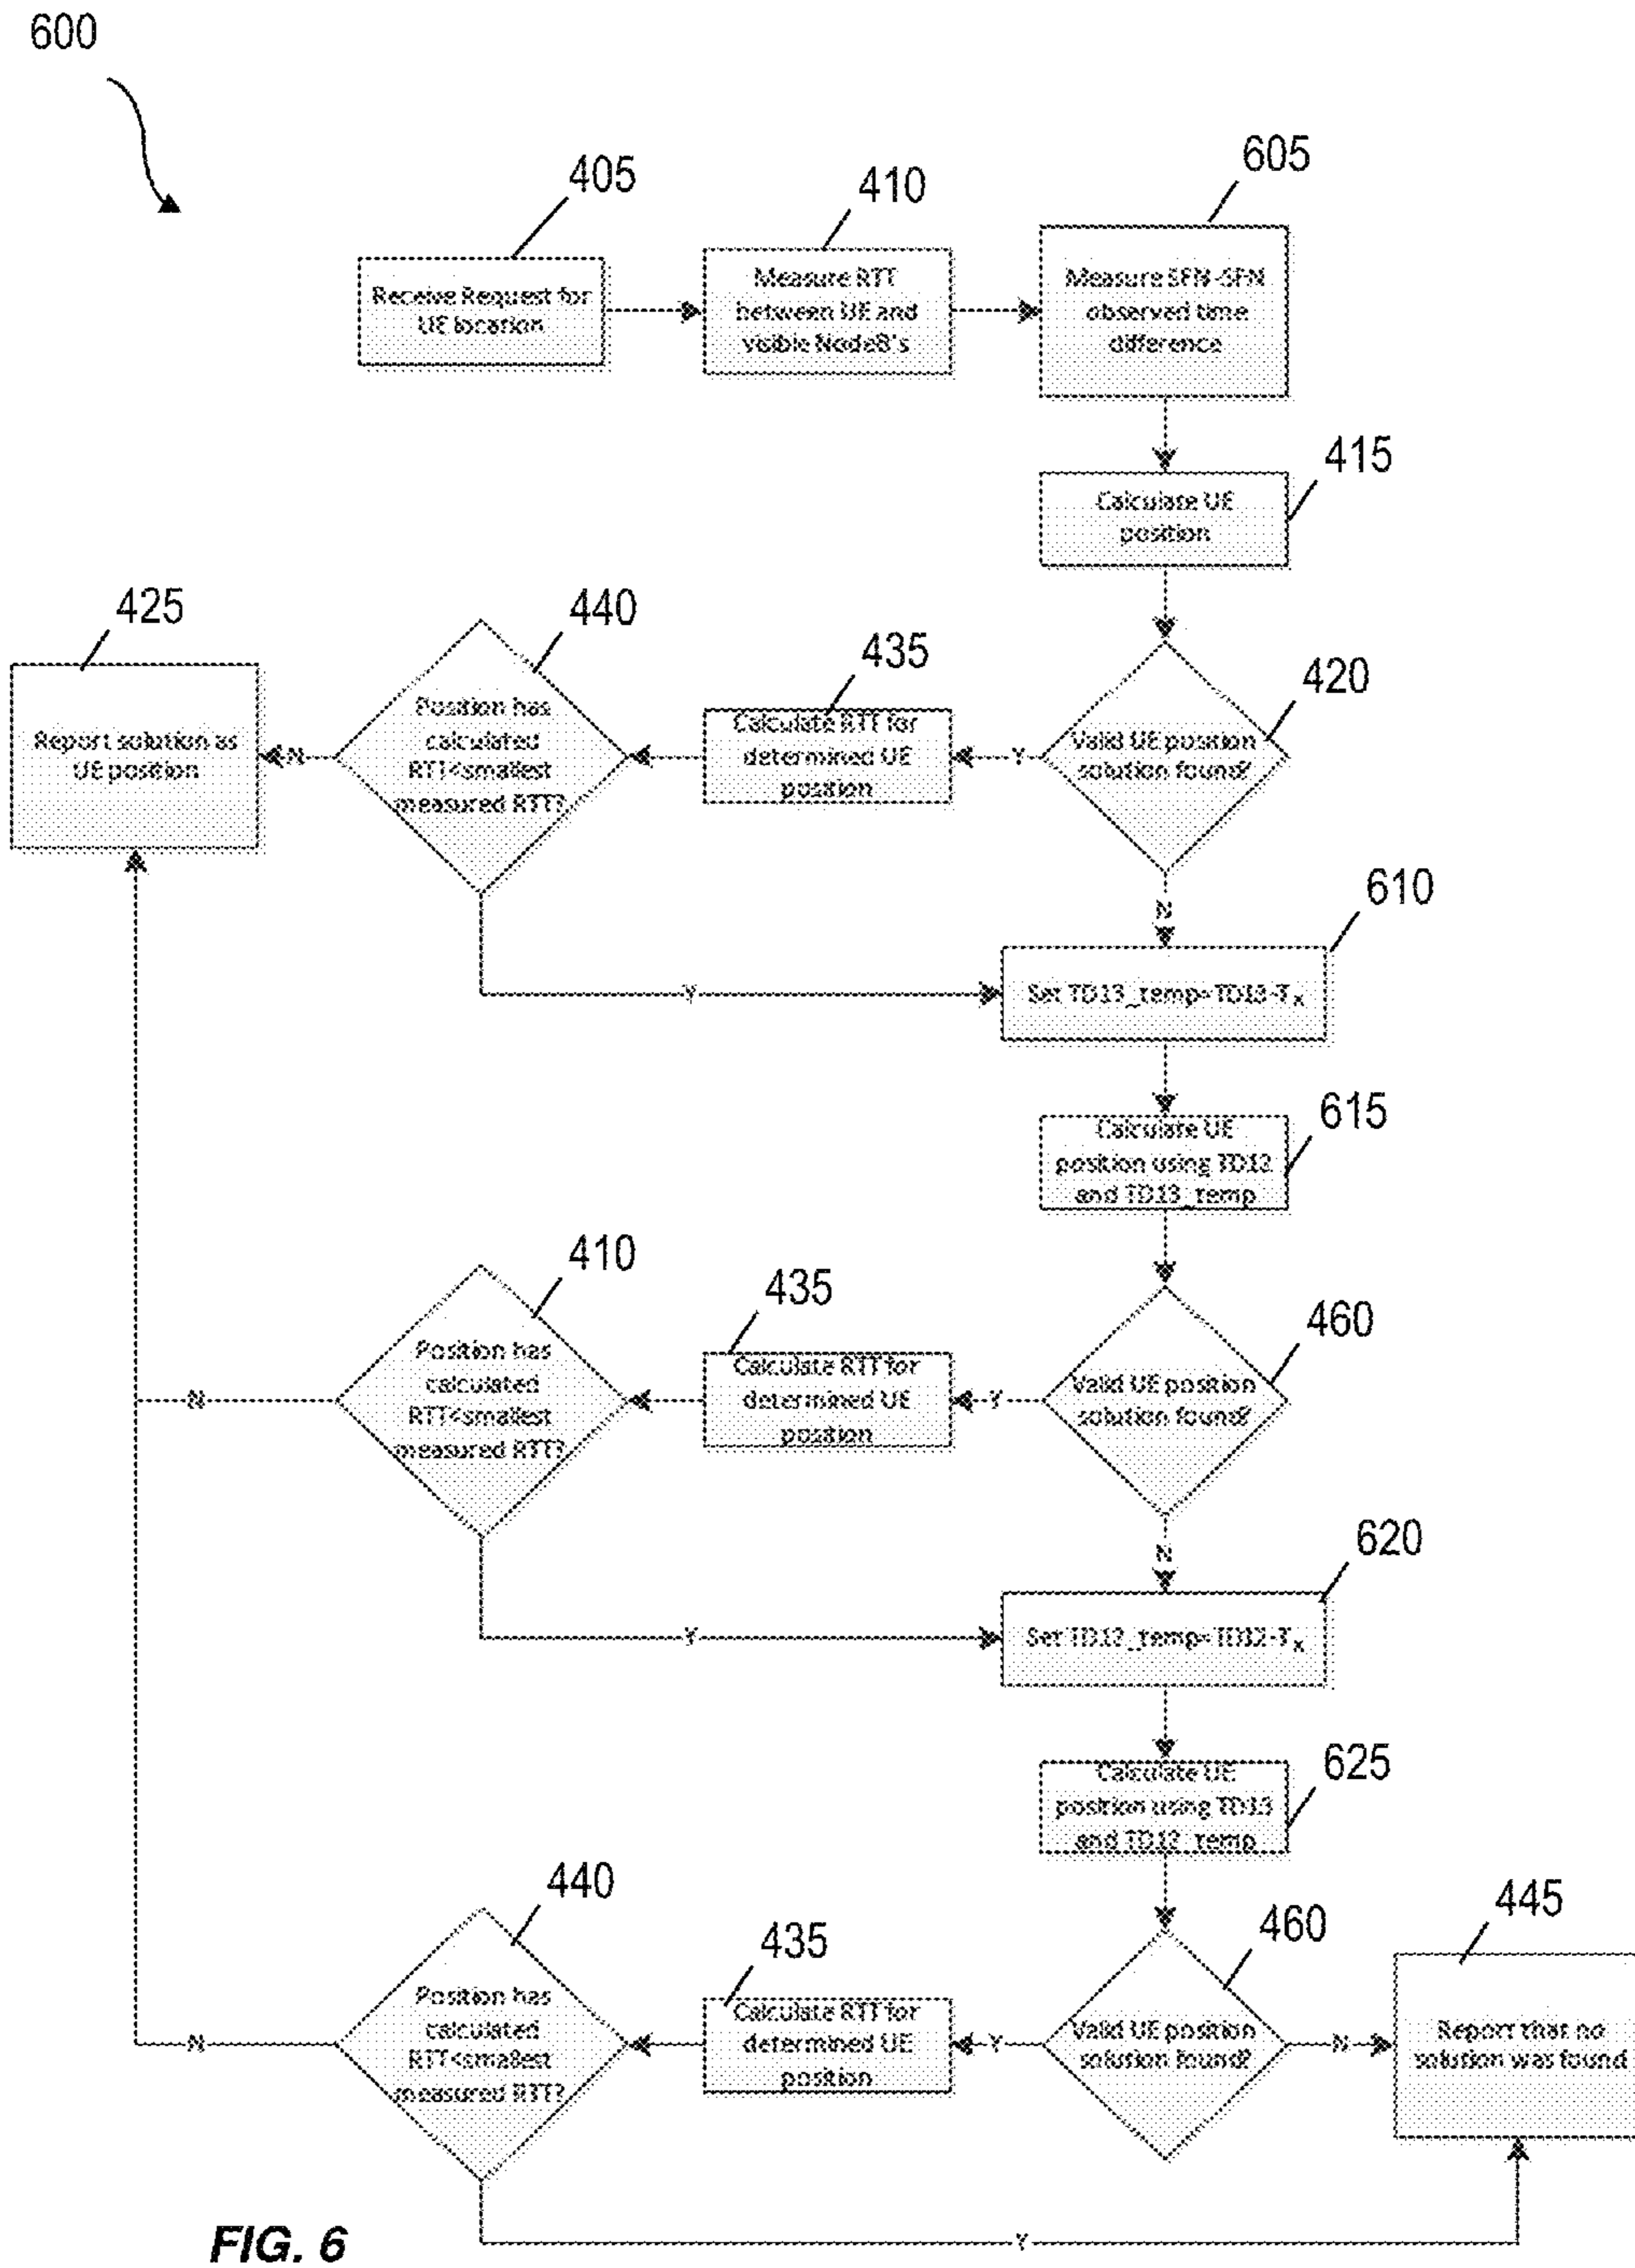 600
405
410
605
Receive Request for
UE location
Measure RTT
between UE and
visible NodeB's
Measure SFN-SFN
observed time
difference
415
Calculate UE
position
425
440
435
420
Report solution as
UE position
N
Position has
calculated
RTT<smallest
measured RTT?
Calculate RTT for
determined UE
position
Y
Valid UE position
solution found?
N
610
Y
Set TD13_temp=TD13-Tx
615
Calculate UE
position using TD12
and TD13_temp
410
435
460
N
Position has
calculated
RTT<smallest
measured RTT?
Calculate RTT for
determined UE
position
Y
Valid UE position
solution found?
N
620
Y
Set TD12_temp=TD12-Tx
625
Calculate UE
position using TD13
and TD12_temp
440
435
460
445
N
Position has
calculated
RTT<smallest
measured RTT?
Calculate RTT for
determined UE
position
Y
Valid UE position
solution found?
N
Report that no
solution was found
Y
FIG. 6